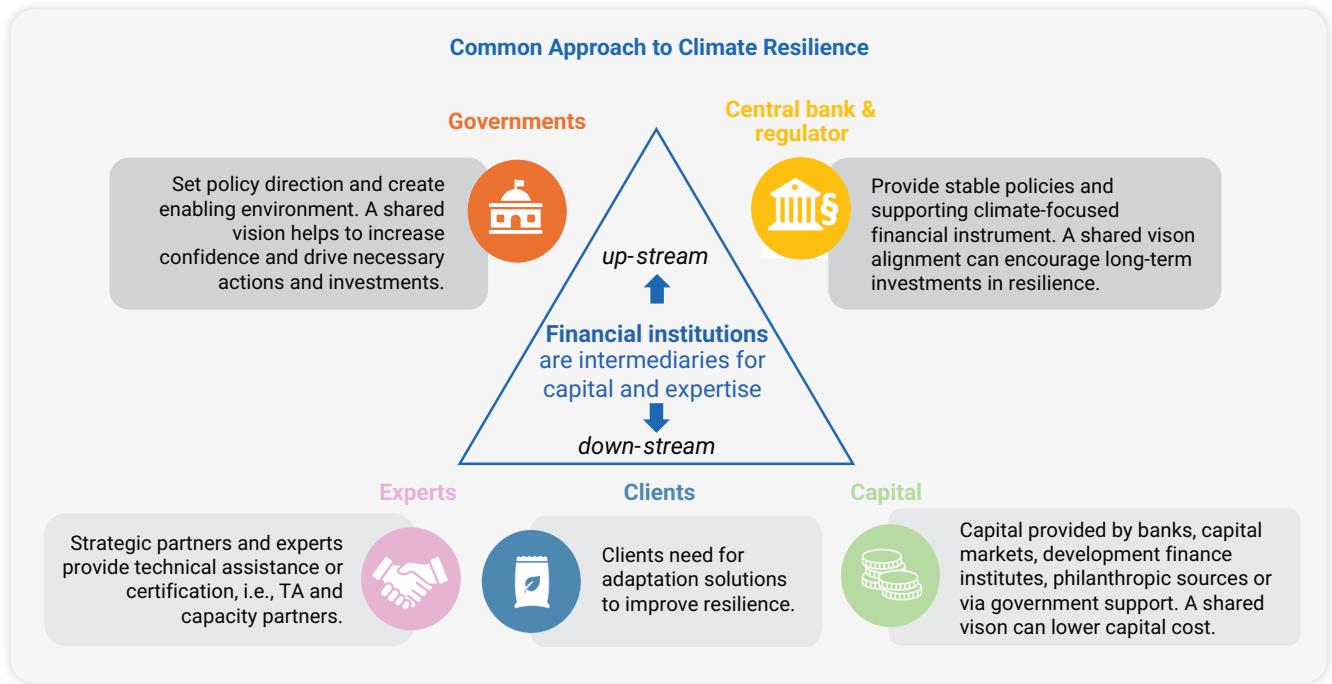 Common Approach to Climate Resilience
Governments
Set policy direction and create
enabling environment. A shared
vision helps to increase
confidence and drive necessary
actions and investments.
Central bank &
regulator
§
Provide stable policies and
supporting climate-focused
financial instrument. A shared vison
alignment can encourage long-term
investments in resilience.
up-stream
Financial institutions
are intermediaries for
capital and expertise
down-stream
Experts
Strategic partners and experts
provide technical assistance or
certification, i.e., TA and
capacity partners.
Clients
Clients need for
adaptation solutions
to improve resilience.
Capital
Capital provided by banks, capital
markets, development finance
institutes, philanthropic sources or
via government support. A shared
vison can lower capital cost.